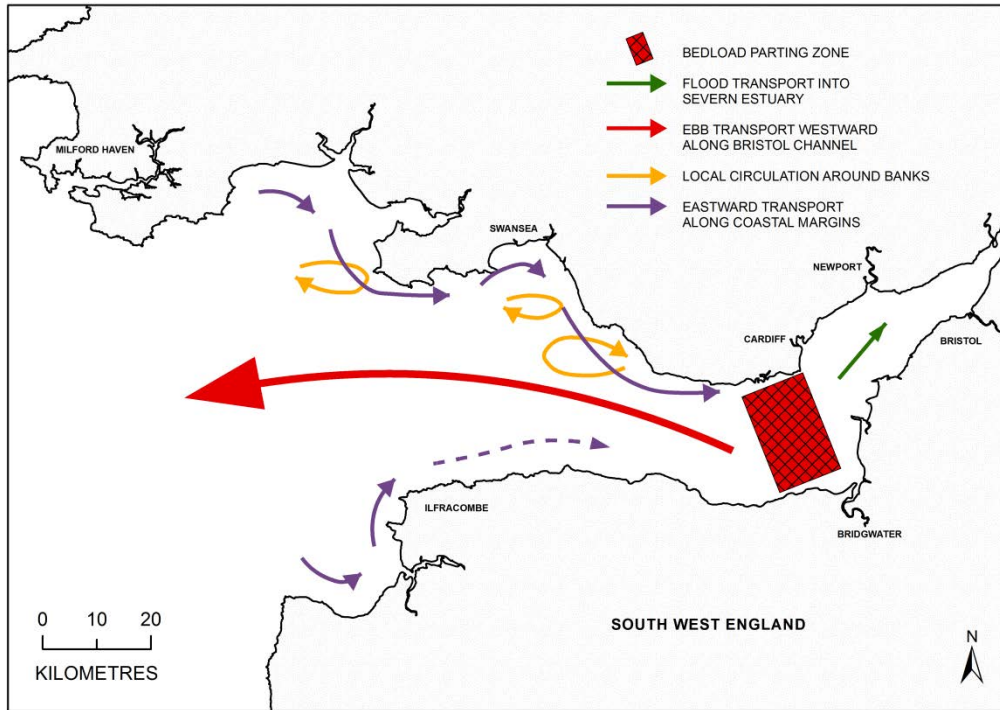 BEDLOAD PARTING ZONE
FLOOD TRANSPORT INTO
SEVERN ESTUARY
EBB TRANSPORT WESTWARD
ALONG BRISTOL CHANNEL
LOCAL CIRCULATION AROUND BANKS
EASTWARD TRANSPORT
ALONG COASTAL MARGINS
MILFORD HAVEN
SWANSEA
NEWPORT
CARDIFF
BRISTOL
ILFRACOMBE
BRIDGWATER
SOUTH WEST ENGLAND
0 10 20
KILOMETRES
N